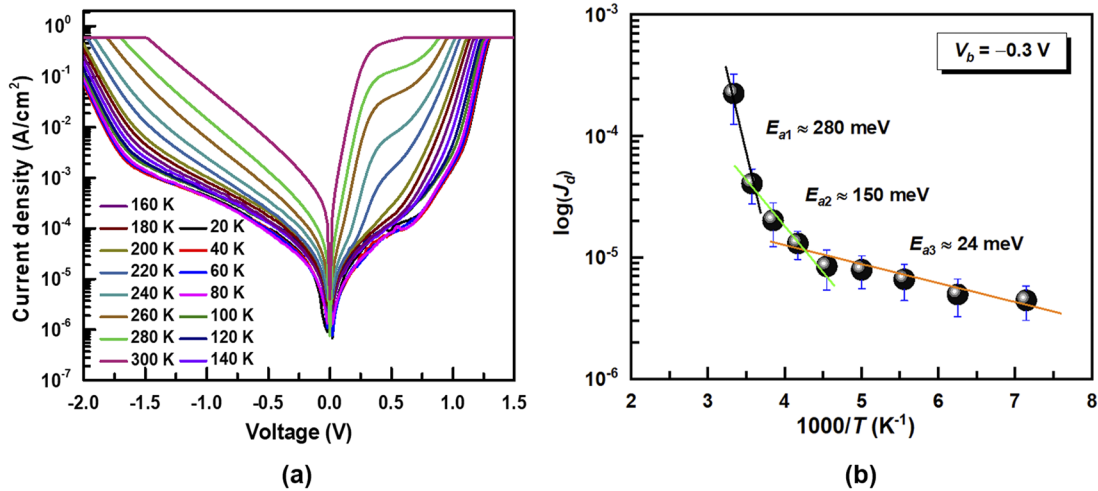 10^0
10^-1
10^-2
10^-3
10^-4
10^-5
10^-6
10^-7
Current density (A/cm^2)
160 K
180 K 20 K
200 K 40 K
220 K 60 K
240 K 80 K
260 K 100 K
280 K 120 K
300 K 140 K
-2.0 -1.5 -1.0 -0.5 0.0 0.5 1.0 1.5
Voltage (V)
(a)
10^-3
10^-4
10^-5
10^-6
log(J_d)
V_b = −0.3 V
E_a1 ≈ 280 meV
E_a2 ≈ 150 meV
E_a3 ≈ 24 meV
2 3 4 5 6 7 8
1000/T (K^-1)
(b)